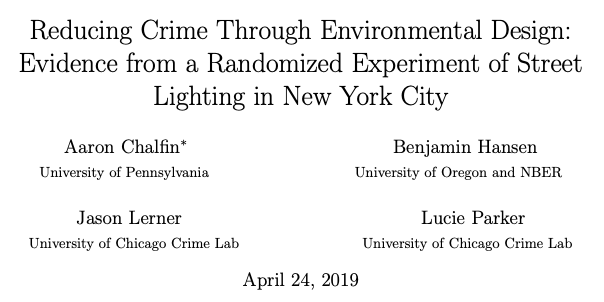 Reducing Crime Through Environmental Design:
Evidence from a Randomized Experiment of Street
Lighting in New York City
Aaron Chalfin*
University of Pennsylvania
Benjamin Hansen
University of Oregon and NBER
Jason Lerner
University of Chicago Crime Lab
Lucie Parker
University of Chicago Crime Lab
April 24, 2019